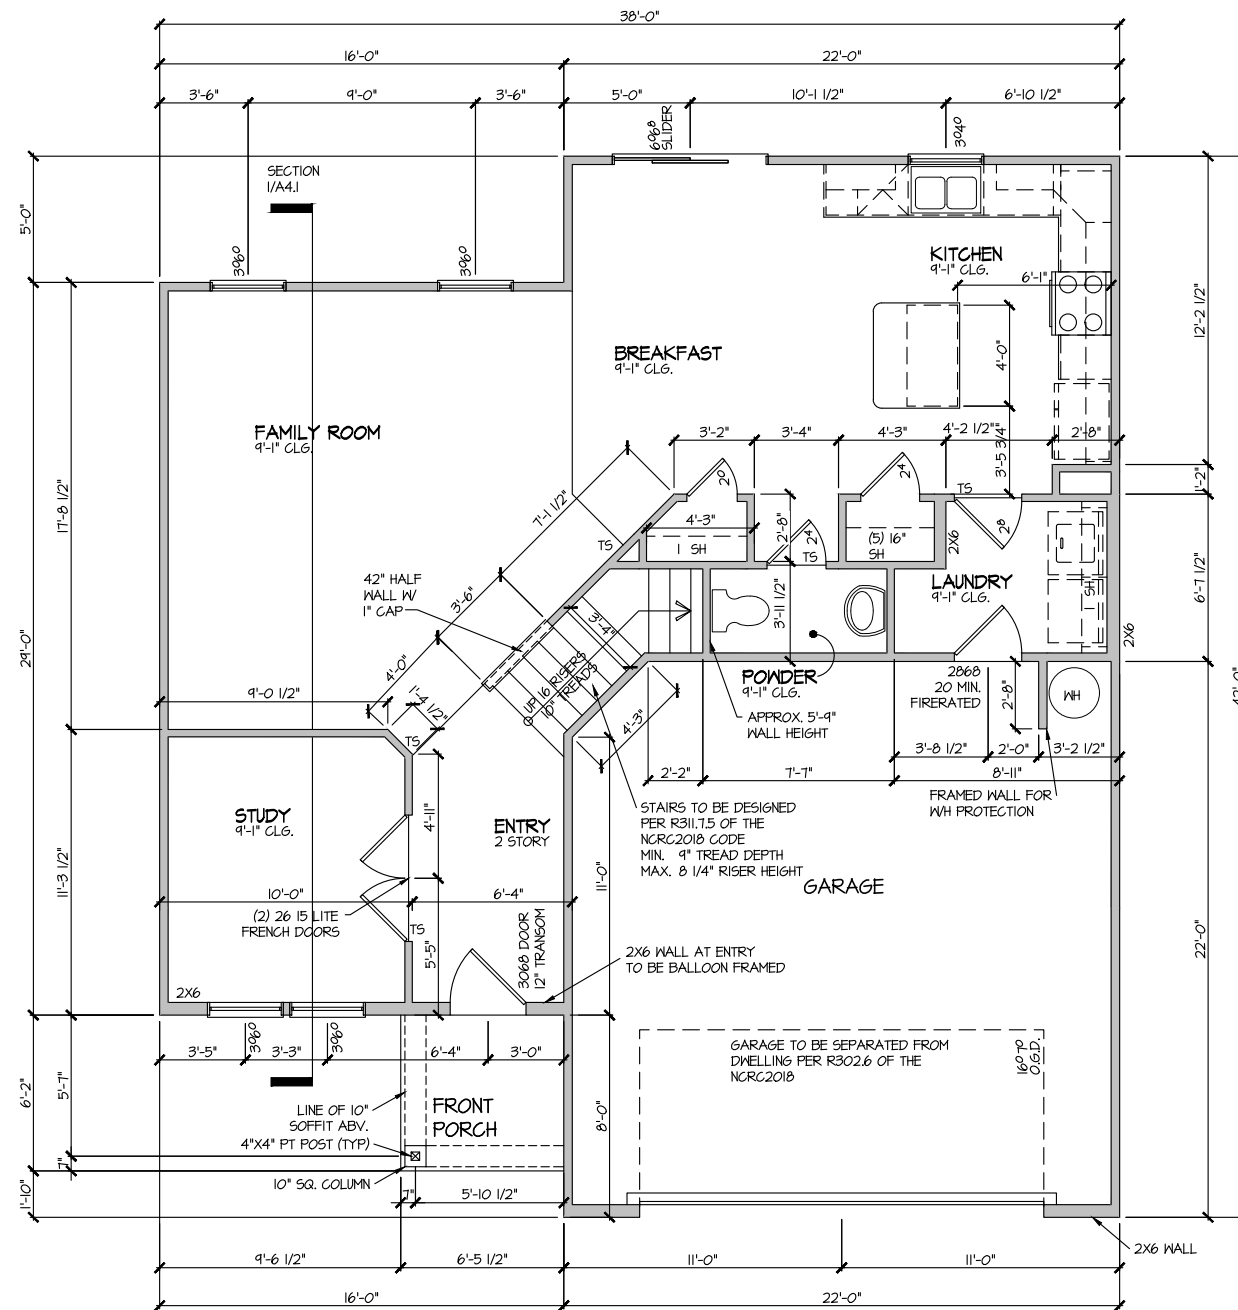 38'-0"
16'-0"
22'-0"
3'-6"
9'-0"
3'-6"
5'-0"
10'-1 1/2"
6'-10 1/2"
6068
SLIDER
3040
SECTION
1/A4.1
5'-0"
3060
3060
KITCHEN
9'-1" CLG.
6'-1"
12'-2 1/2"
BREAKFAST
9'-1" CLG.
4'-0"
FAMILY ROOM
9'-1" CLG.
3'-2"
3'-4"
4'-3"
4'-2 1/2"
2'-8"
3'-5 3/4"
1'-2"
17'-8 1/2"
7'-1 1/2"
20
24
TS
4'-3"
2'-8"
24
TS
1 SH
(5) 16"
SH
2X6
28
TS
42" HALF
WALL W/
1" CAP
3'-6"
3'-4"
3'-11 1/2"
LAUNDRY
9'-1" CLG.
SH
6'-7 1/2"
2X6
29'-0"
UP 16 RISERS
10" TREADS
POWDER
9'-1" CLG.
2868
20 MIN.
FIRERATED
2'-8"
WH
42'-0"
9'-0 1/2"
4'-0"
1'-4 1/2"
TS
4'-3"
APPROX. 5'-9"
WALL HEIGHT
3'-8 1/2"
2'-0"
3'-2 1/2"
2'-2"
7'-7"
8'-11"
FRAMED WALL FOR
WH PROTECTION
STUDY
9'-1" CLG.
4'-11"
ENTRY
2 STORY
STAIRS TO BE DESIGNED
PER R311.7.5 OF THE
NCRC2018 CODE
MIN. 9" TREAD DEPTH
MAX. 8 1/4" RISER HEIGHT
11'-3 1/2"
11'-0"
GARAGE
10'-0"
6'-4"
(2) 26 15 LITE
FRENCH DOORS
TS
5'-5"
3068 DOOR
12" TRANSOM
2X6 WALL AT ENTRY
TO BE BALLOON FRAMED
22'-0"
2X6
3'-5"
3060
3'-3"
3060
6'-4"
3'-0"
GARAGE TO BE SEPARATED FROM
DWELLING PER R302.6 OF THE
NCRC2018
16070
O.G.D.
6'-2"
5'-7"
LINE OF 10"
SOFFIT ABV.
4"X4" PT POST (TYP)
FRONT
PORCH
8'-0"
7"
10" SQ. COLUMN
7"
5'-10 1/2"
1'-10"
2X6 WALL
9'-6 1/2"
6'-5 1/2"
11'-0"
11'-0"
16'-0"
22'-0"